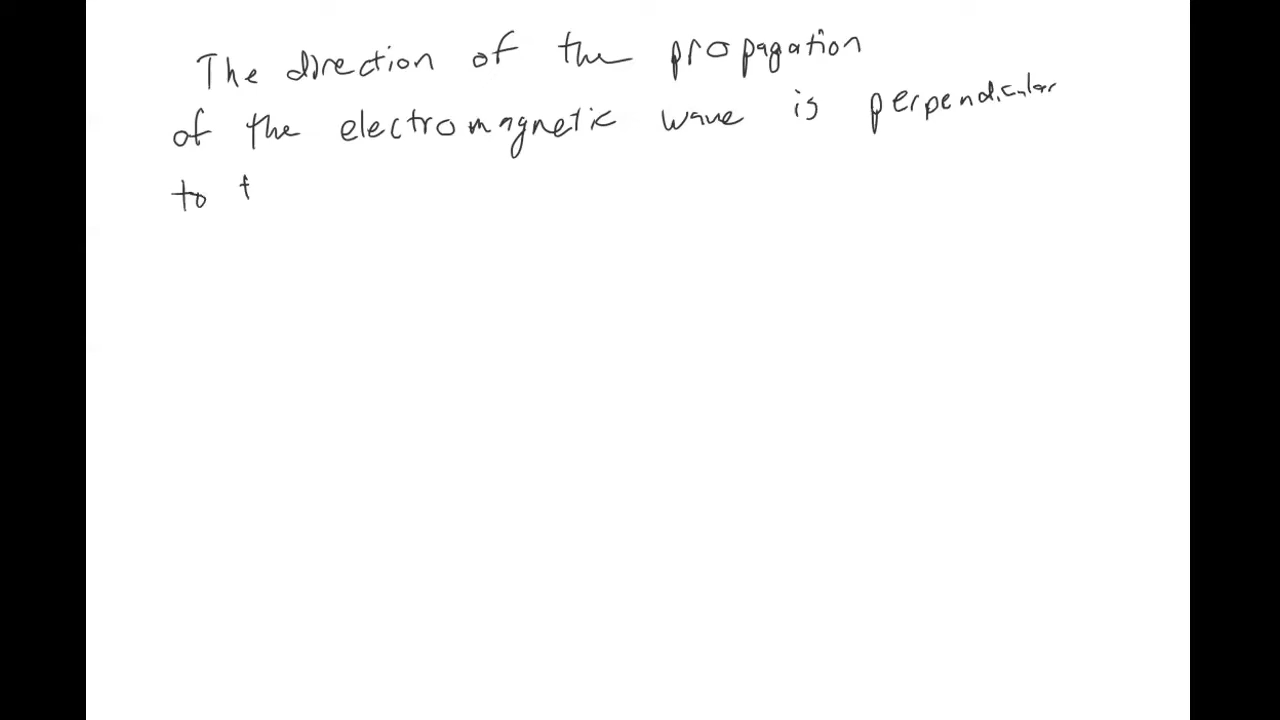 The direction of the propagation
of the electromagnetic wave is perpendicular
to t